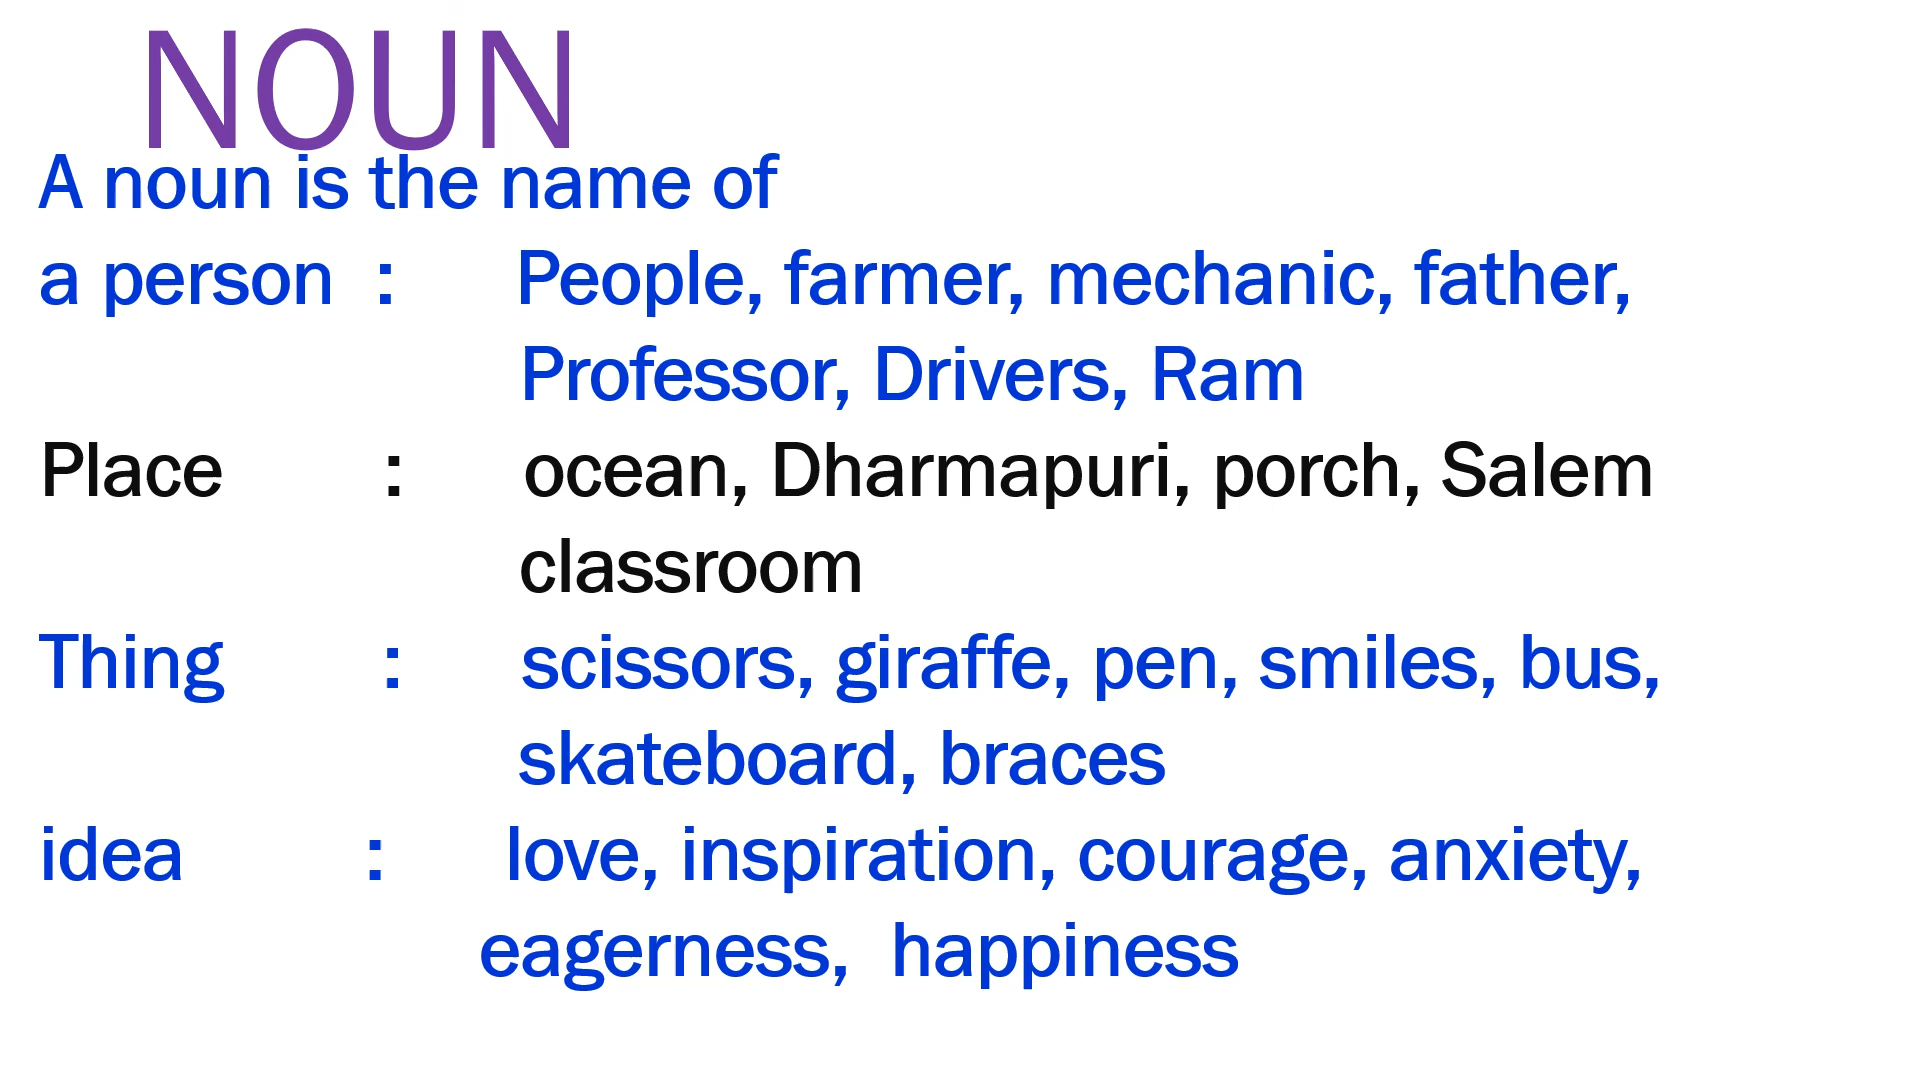 NOUN
A noun is the name of
a person : People, farmer, mechanic, father,
Professor, Drivers, Ram
Place : ocean, Dharmapuri, porch, Salem
classroom
Thing : scissors, giraffe, pen, smiles, bus,
skateboard, braces
idea : love, inspiration, courage, anxiety,
eagerness, happiness